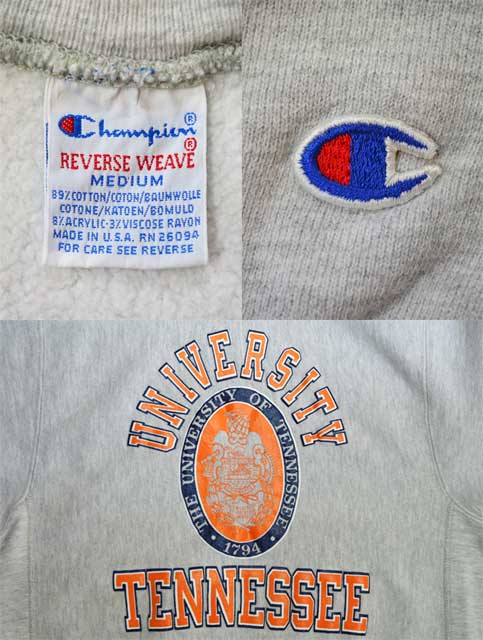 Champion®
REVERSE WEAVE®
MEDIUM
89% COTTON/COTON/BAUMWOLLE
COTONE/KATOEN/BOMULD
8% ACRYLIC·3% VISCOSE RAYON
MADE IN U.S.A. RN 26094
FOR CARE SEE REVERSE
UNIVERSITY
· THE UNIVERSITY OF TENNESSEE ·
1794
TENNESSEE